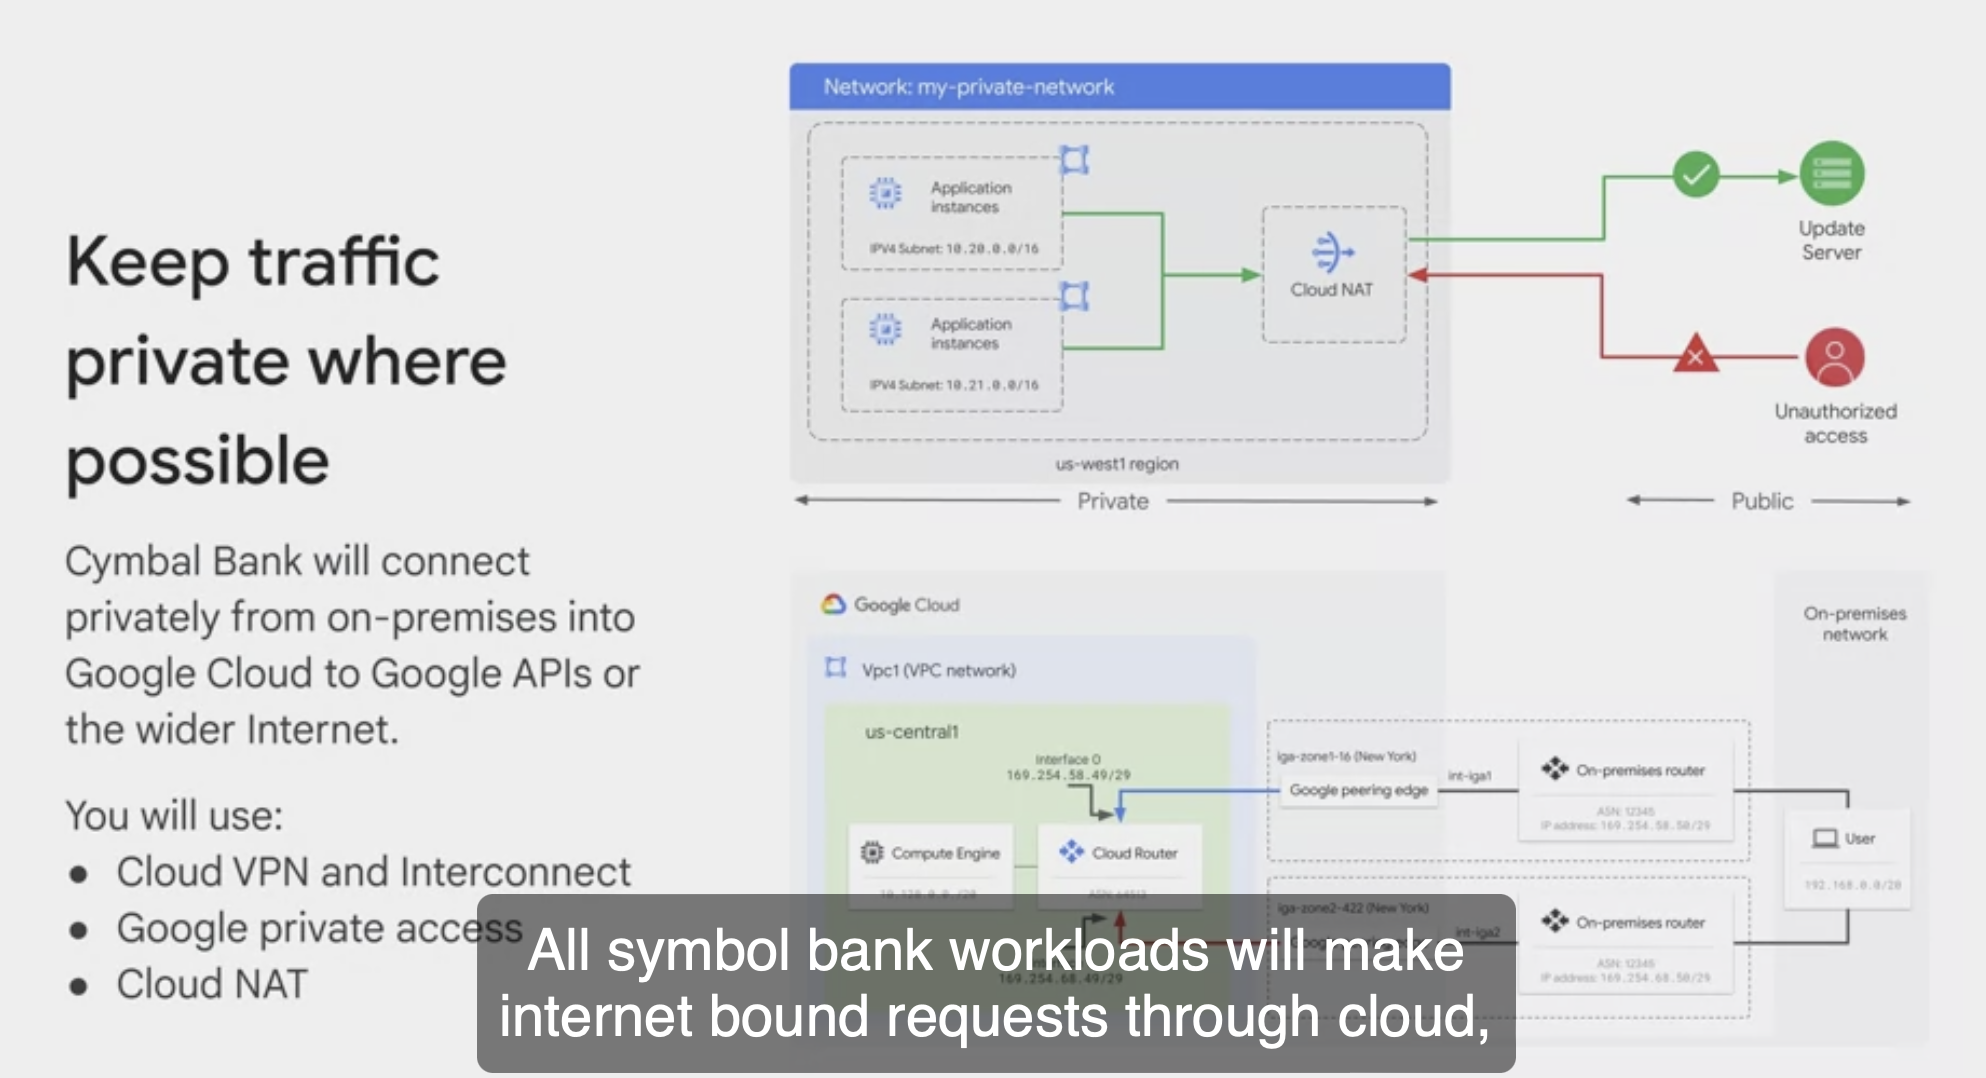 Keep traffic
private where
possible
Cymbal Bank will connect
privately from on-premises into
Google Cloud to Google APIs or
the wider Internet.
You will use:
● Cloud VPN and Interconnect
● Google private access
● Cloud NAT
Network: my-private-network
Application
instances
IPV4 Subnet: 10.20.0.0/16
Application
instances
IPV4 Subnet: 10.21.0.0/16
Cloud NAT
us-west1 region
Update
Server
Unauthorized
access
Private
Public
Google Cloud
Vpc1 (VPC network)
us-central1
Interface 0
169.254.58.49/29
Compute Engine
10.128.0.0./20
Cloud Router
169.254.68.49/29
iga-zone1-16 (New York)
Google peering edge
int-iga1
On-premises router
ASN: 12345
IP address: 169.254.58.50/29
iga-zone2-422 (New York)
int-iga2
On-premises router
ASN: 12345
IP address: 169.254.68.50/29
On-premises
network
User
192.168.0.0/20
All symbol bank workloads will make
internet bound requests through cloud,